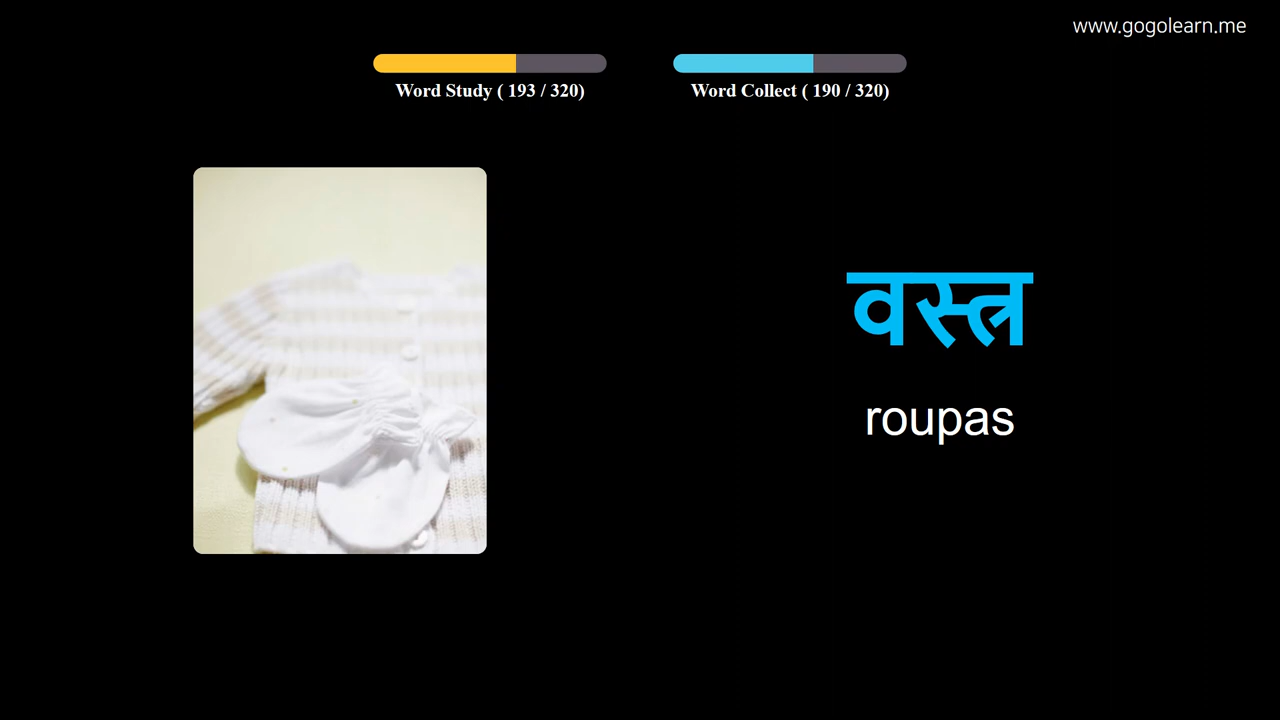 www.gogolearn.me
Word Study ( 193 / 320)
Word Collect ( 190 / 320)
वस्त्र
roupas